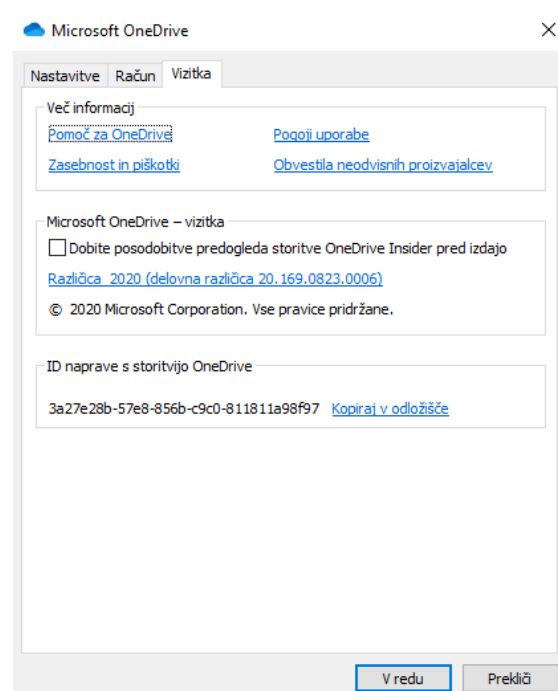 Microsoft OneDrive
Nastavitve Račun Vizitka
Več informacij
Pomoč za OneDrive Pogoji uporabe
Zasebnost in piškotki Obvestila neodvisnih proizvajalcev
Microsoft OneDrive – vizitka
Dobite posodobitve predogleda storitve OneDrive Insider pred izdajo
Različica 2020 (delovna različica 20.169.0823.0006)
© 2020 Microsoft Corporation. Vse pravice pridržane.
ID naprave s storitvijo OneDrive
3a27e28b-57e8-856b-c9c0-811811a98f97 Kopiraj v odložišče
V redu Prekliči